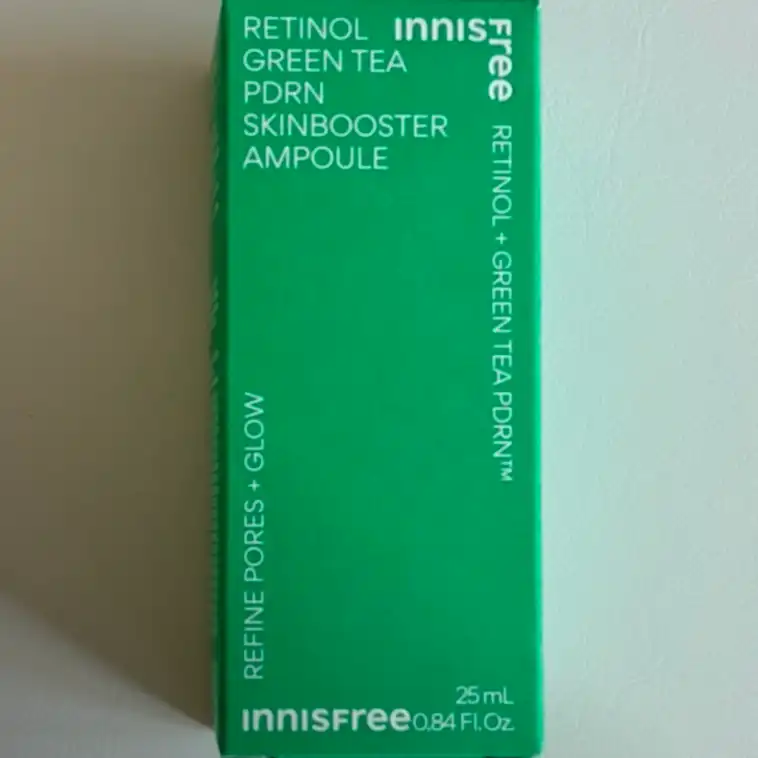 RETINOL
GREEN TEA
PDRN
SKINBOOSTER
AMPOULE
INNISFree
RETINOL + GREEN TEA PDRN™
REFINE PORES + GLOW
25 mL
INNISFree 0.84 Fl.Oz.